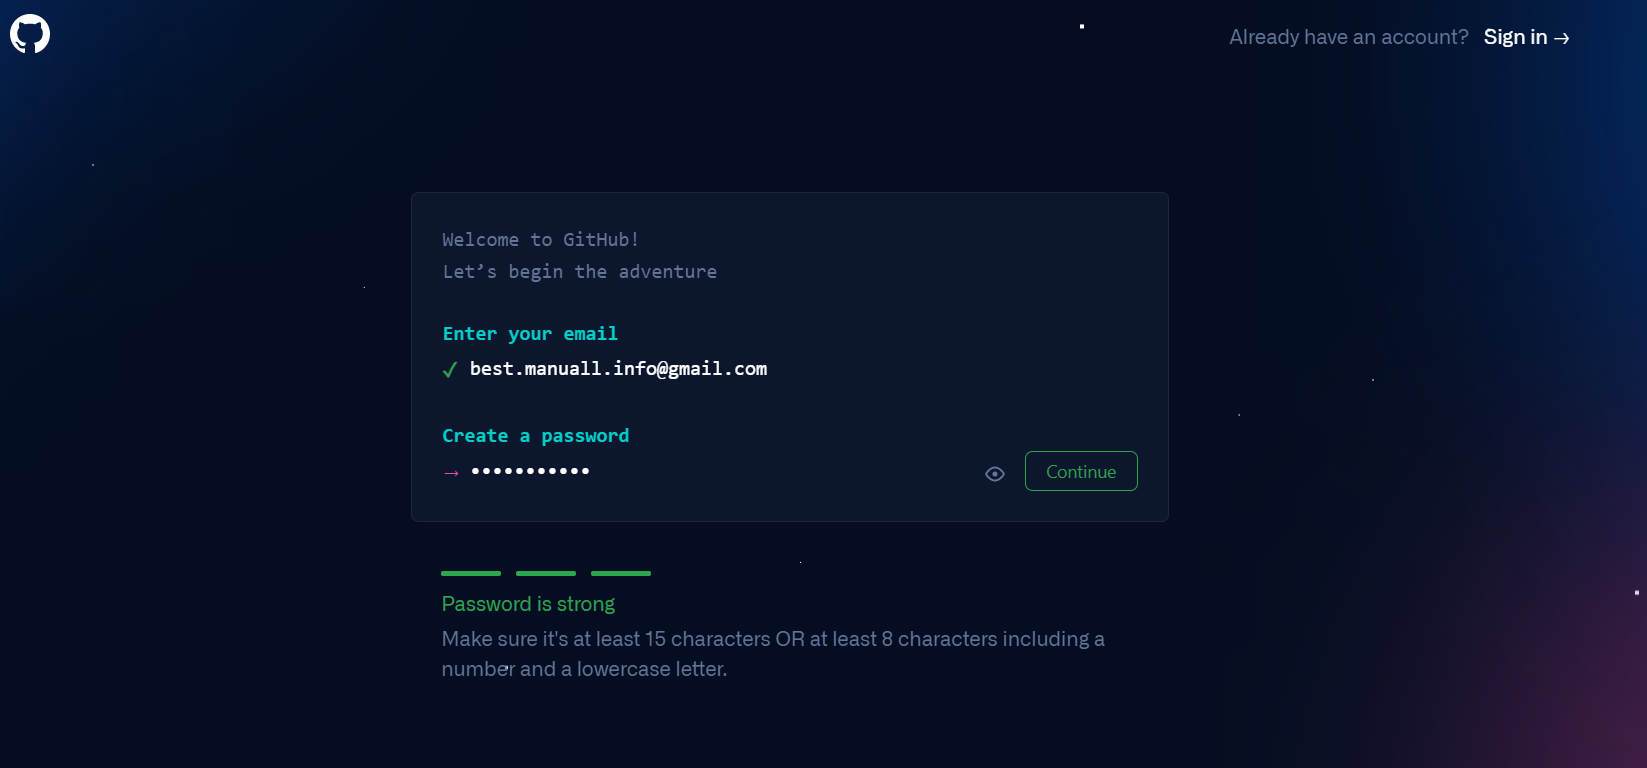 Already have an account? Sign in →
Welcome to GitHub!
Let’s begin the adventure
Enter your email
✓ best.manuall.info@gmail.com
Create a password
→ •••••••••••
Continue
Password is strong
Make sure it's at least 15 characters OR at least 8 characters including a
number and a lowercase letter.